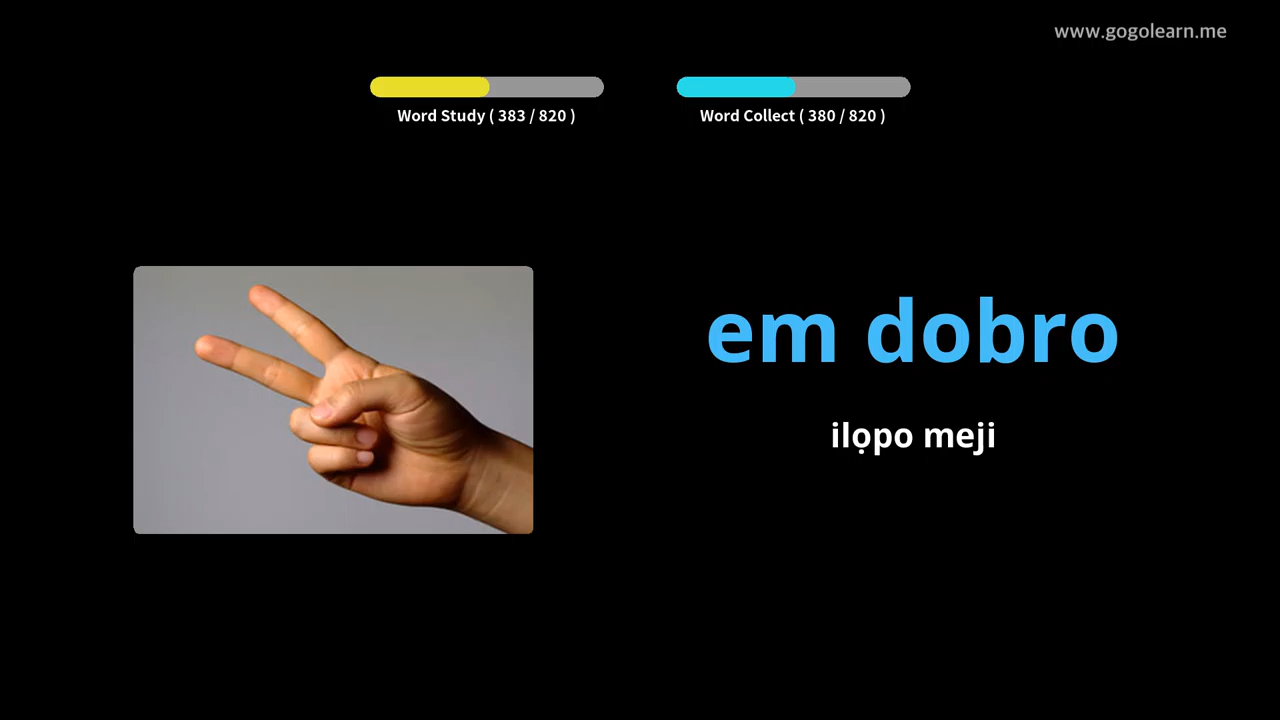 www.gogolearn.me
Word Study ( 383 / 820 )
Word Collect ( 380 / 820 )
em dobro
ilọpo meji